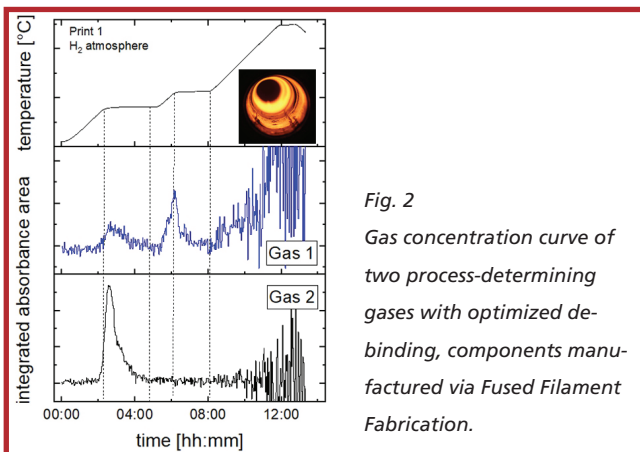 temperature [°C]
Print 1
H₂ atmosphere
integrated absorbance area
Gas 1
Gas 2
00:00 04:00 08:00 12:00
time [hh:mm]
Fig. 2
Gas concentration curve of
two process-determining
gases with optimized de-
binding, components manu-
factured via Fused Filament
Fabrication.